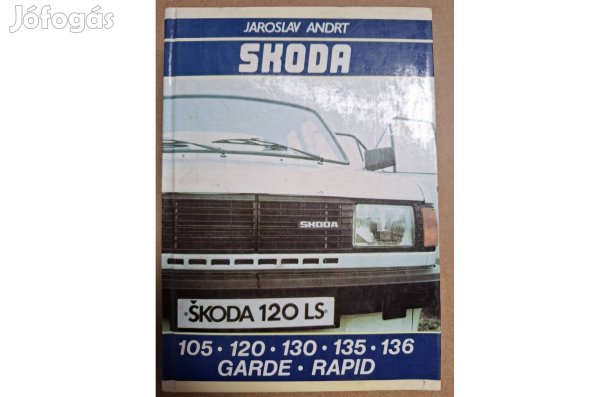 Jófogás
JAROSLAV ANDRT
SKODA
SKODA
ŠKODA 120 LS
105 • 120 • 130 • 135 • 136
GARDE • RAPID